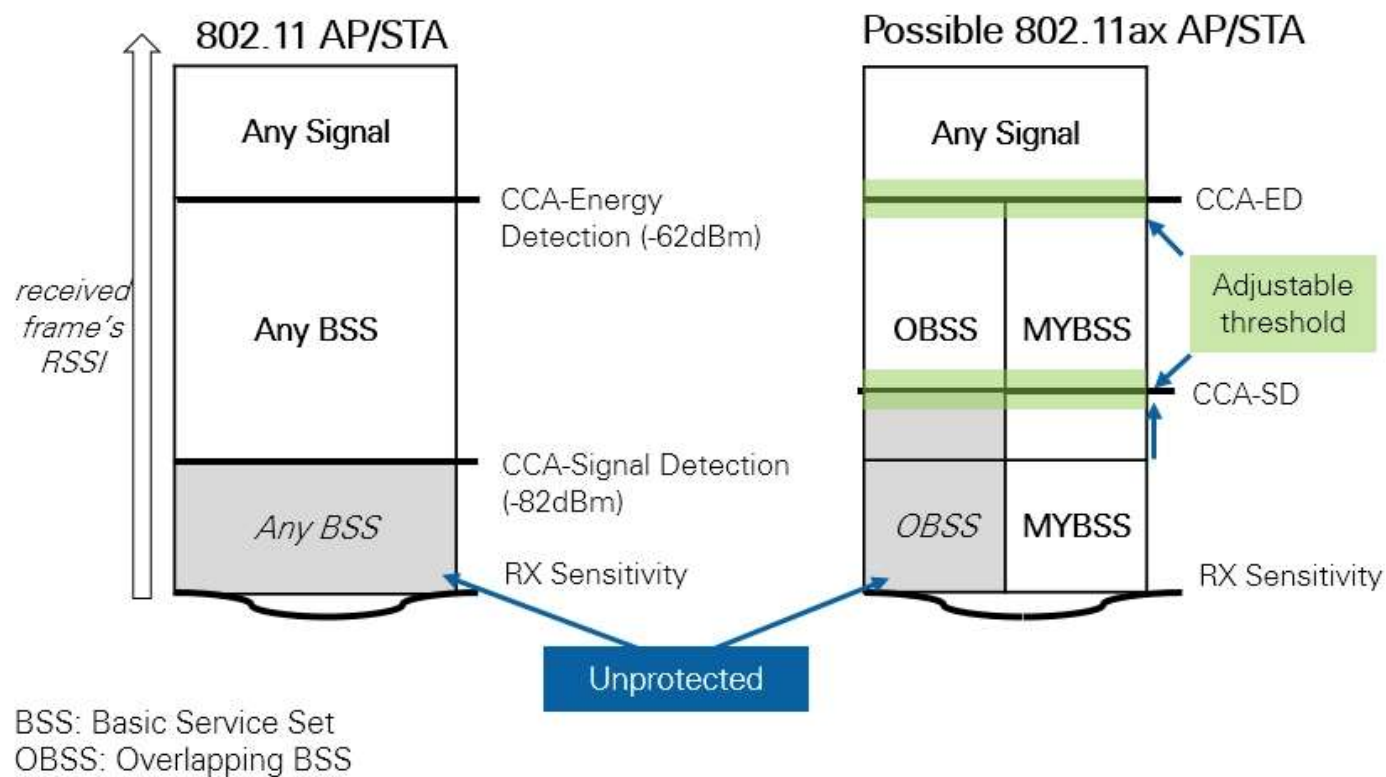 802.11 AP/STA
Any Signal
CCA-Energy
Detection (-62dBm)
received
frame's
RSSI
Any BSS
CCA-Signal Detection
(-82dBm)
Any BSS
RX Sensitivity
Possible 802.11ax AP/STA
Any Signal
CCA-ED
Adjustable
threshold
OBSS
MYBSS
CCA-SD
OBSS
MYBSS
RX Sensitivity
Unprotected
BSS: Basic Service Set
OBSS: Overlapping BSS